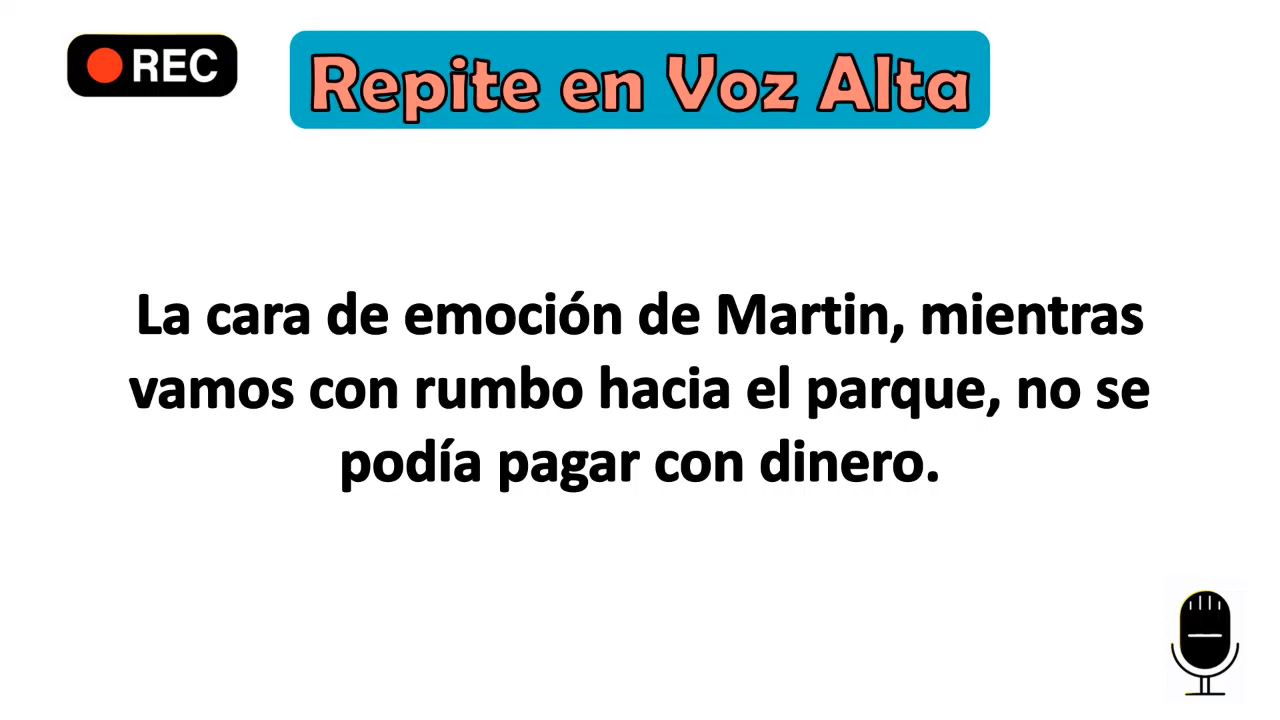 REC
Repite en Voz Alta
La cara de emoción de Martin, mientras
vamos con rumbo hacia el parque, no se
podía pagar con dinero.